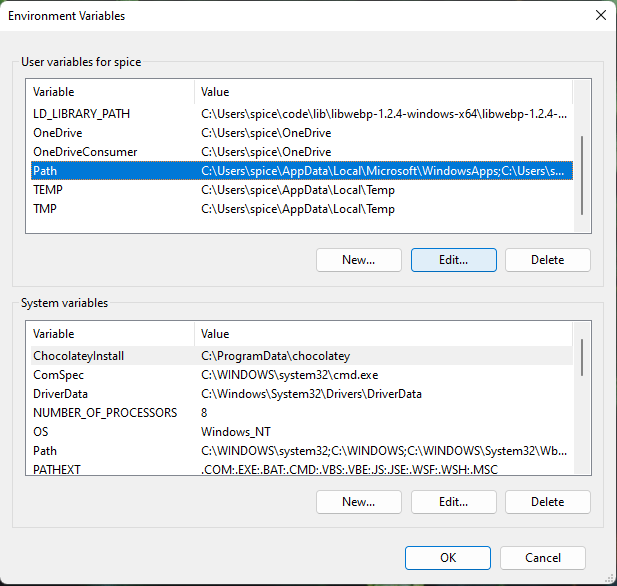 Environment Variables
User variables for spice
Variable Value
LD_LIBRARY_PATH C:\Users\spice\code\lib\libwebp-1.2.4-windows-x64\libwebp-1.2.4-...
OneDrive C:\Users\spice\OneDrive
OneDriveConsumer C:\Users\spice\OneDrive
Path C:\Users\spice\AppData\Local\Microsoft\WindowsApps;C:\Users\s...
TEMP C:\Users\spice\AppData\Local\Temp
TMP C:\Users\spice\AppData\Local\Temp
New... Edit... Delete
System variables
Variable Value
ChocolateyInstall C:\ProgramData\chocolatey
ComSpec C:\WINDOWS\system32\cmd.exe
DriverData C:\Windows\System32\Drivers\DriverData
NUMBER_OF_PROCESSORS 8
OS Windows_NT
Path C:\WINDOWS\system32;C:\WINDOWS;C:\WINDOWS\System32\Wb...
PATHEXT .COM;.EXE;.BAT;.CMD;.VBS;.VBE;.JS;.JSE;.WSF;.WSH;.MSC
New... Edit... Delete
OK Cancel